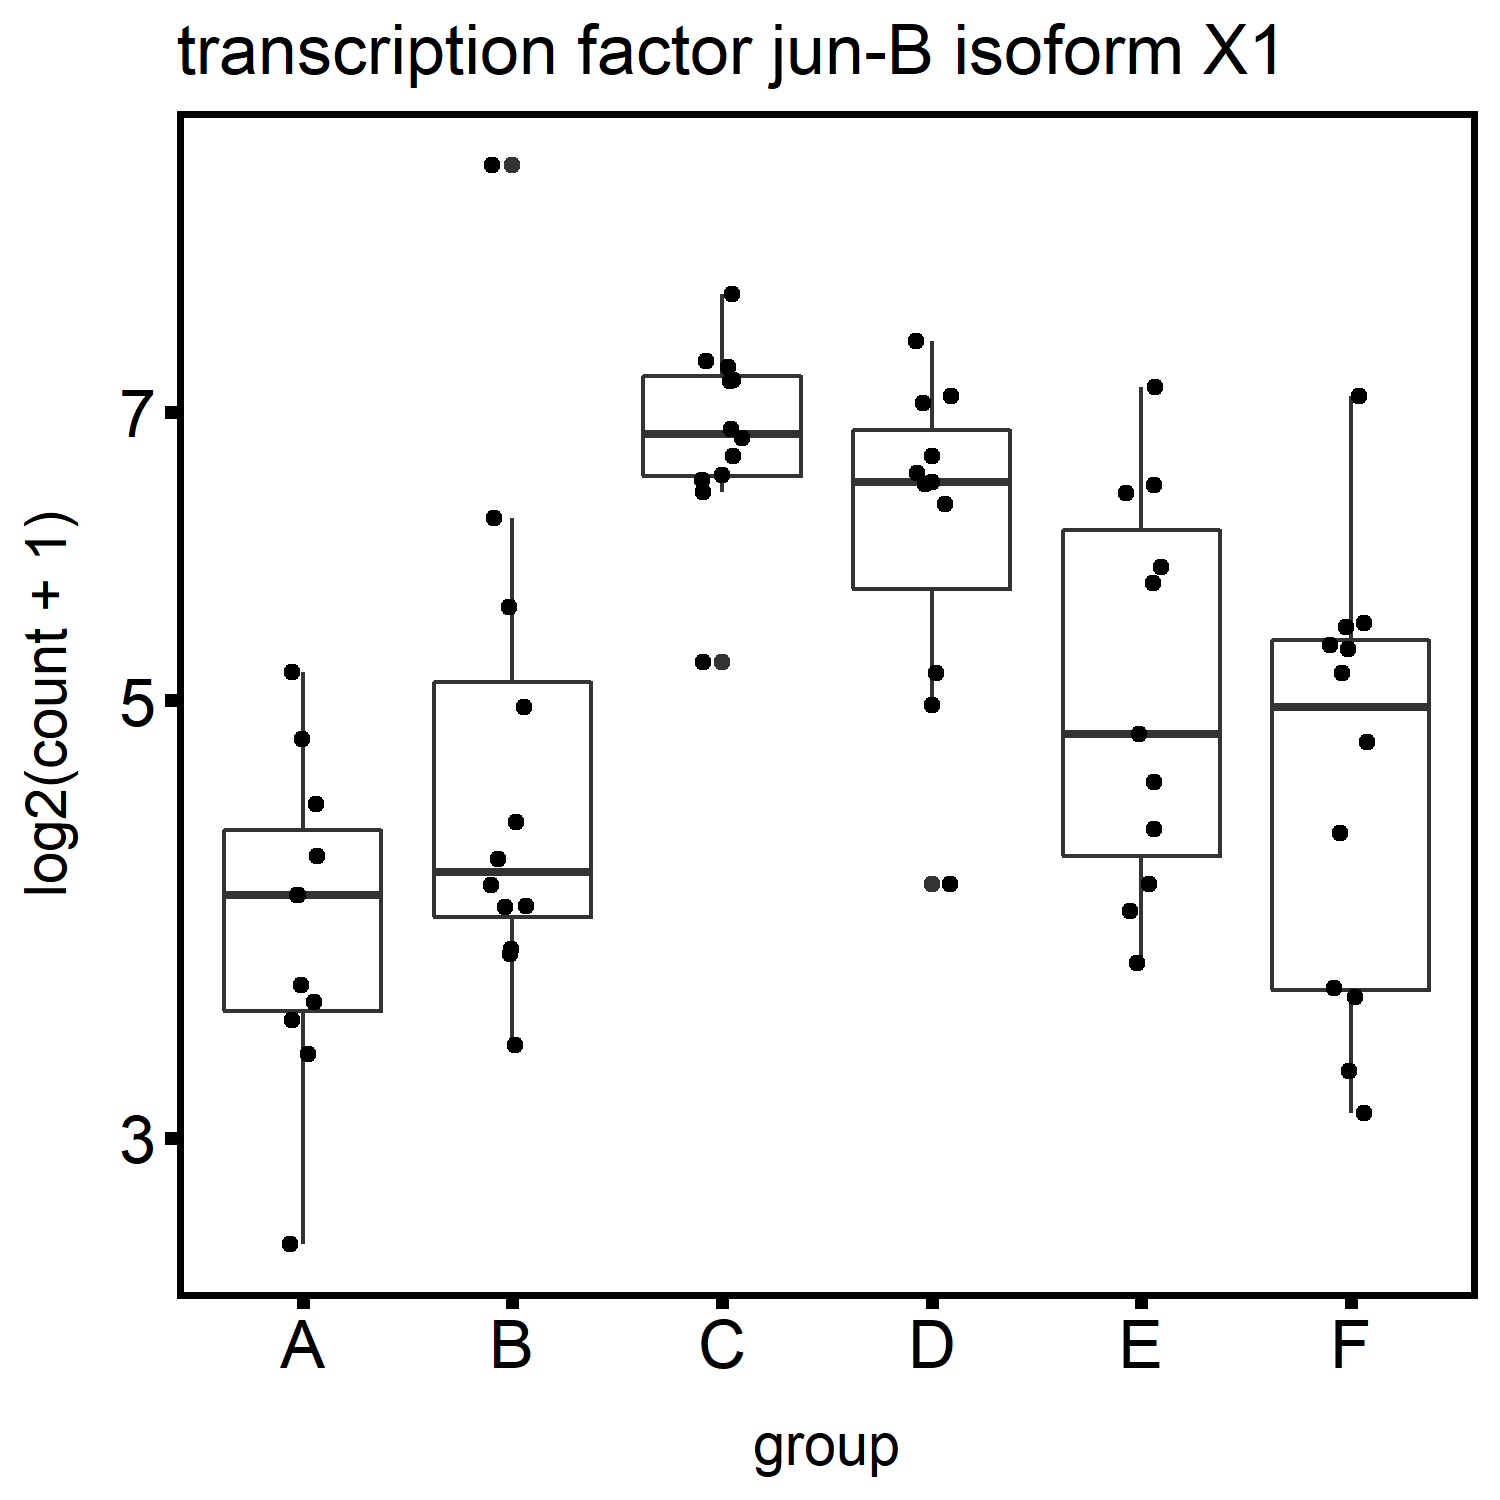 transcription factor jun-B isoform X1
log2(count + 1)
7
5
3
A B C D E F
group